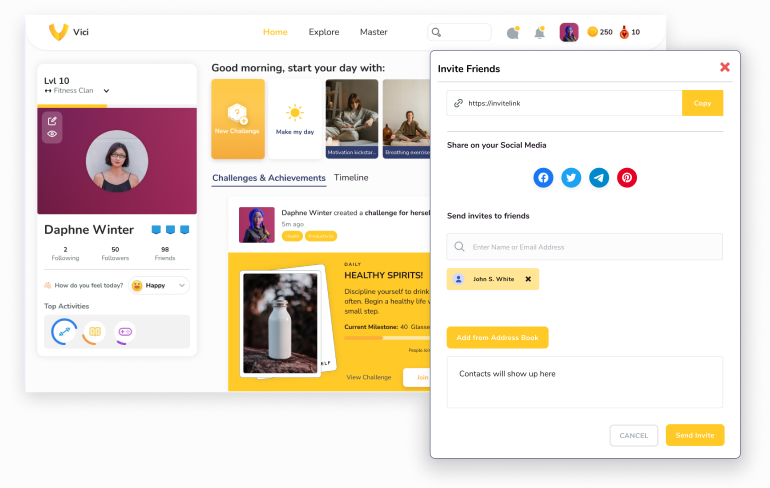 Vici
Home
Explore
Master
250
10
Lvl 10
Fitness Clan
Daphne Winter
2
50
98
Following
Followers
Friends
How do you feel today?
Happy
Top Activities
Good morning, start your day with:
New Challenge
Make my day
Motivation kickstar...
Breathing exercise
Challenges & Achievements
Timeline
Daphne Winter created a challenge for hersel
5m ago
DAILY
HEALTHY SPIRITS!
Discipline yourself to drink
often. Begin a healthy life
small step.
Current Milestone: 40 Glasse
View Challenge
Join
Invite Friends
https://invitelink
Copy
Share on your Social Media
Send invites to friends
Enter Name or Email Address
John S. White
Add from Address Book
Contacts will show up here
CANCEL
Send Invite